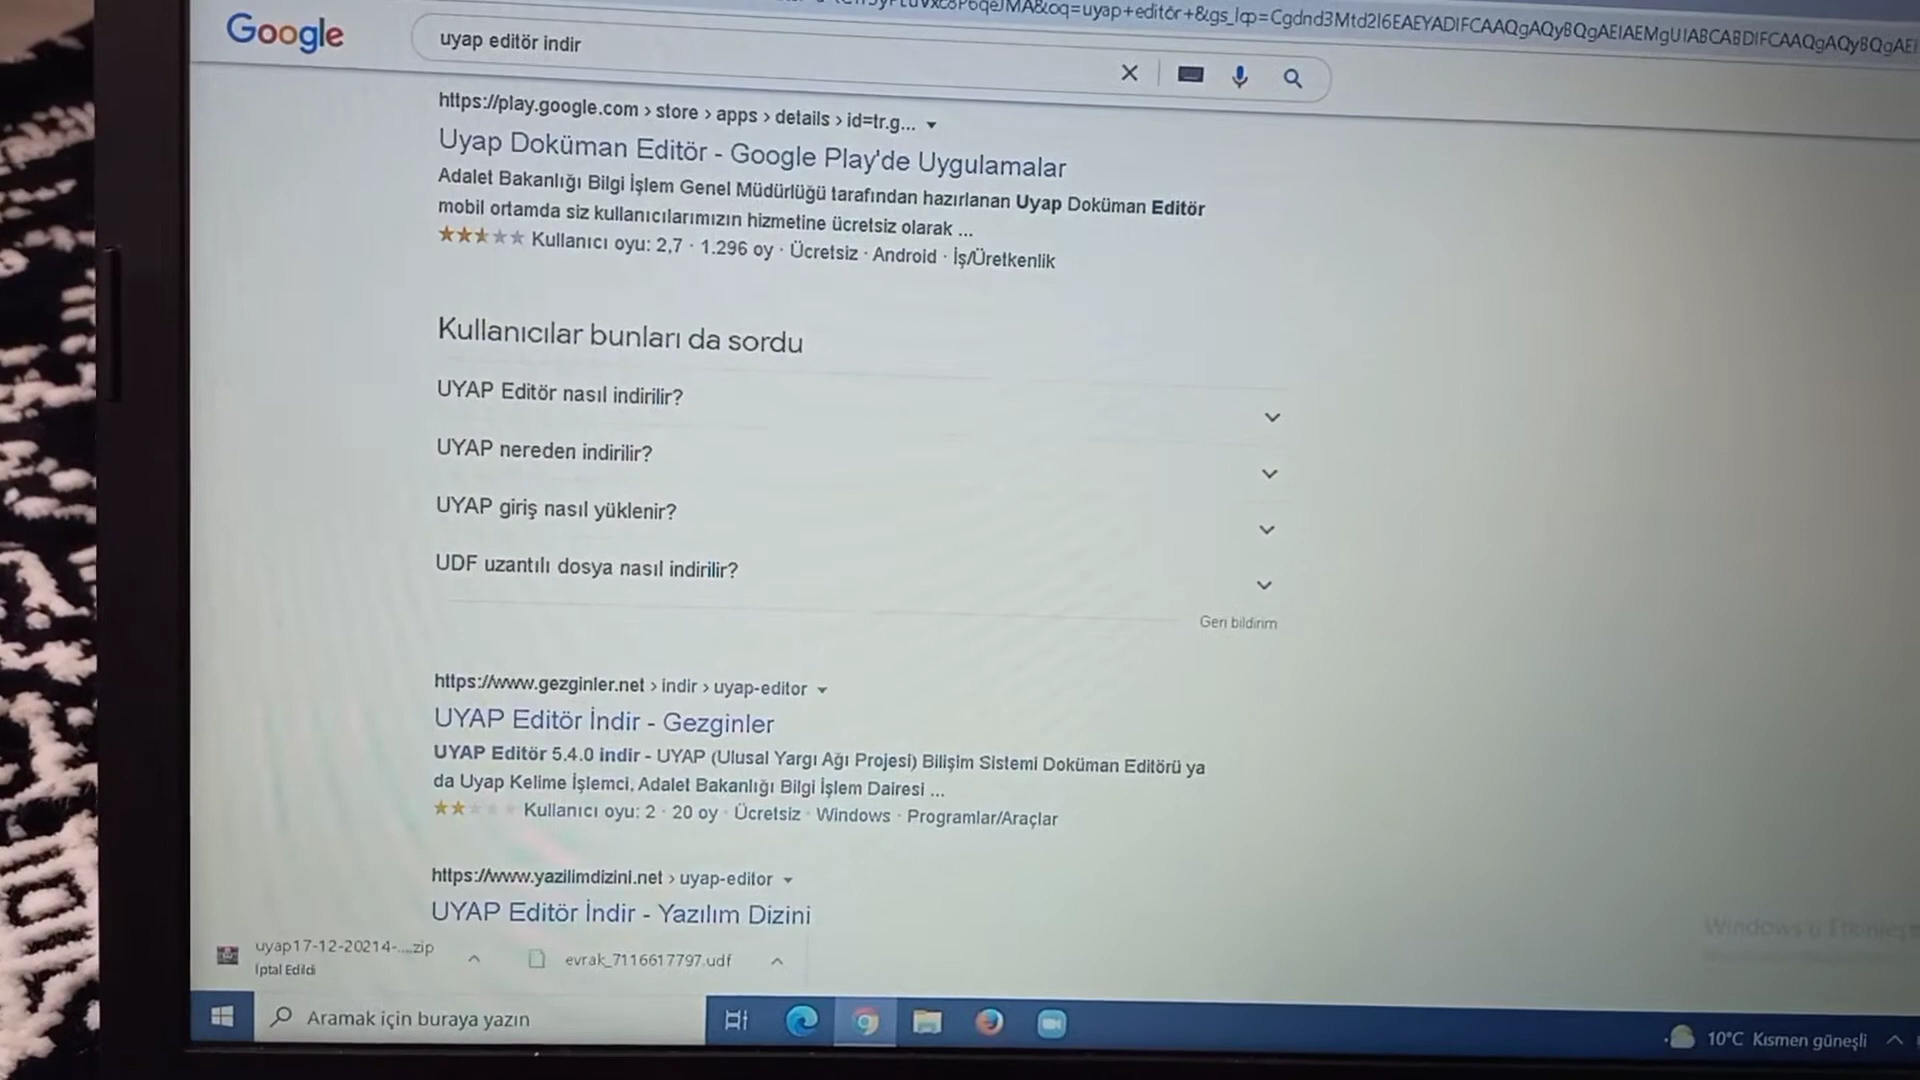 Google
uyap editör indir
https://play.google.com › store › apps › details › id=tr.g...
Uyap Doküman Editör - Google Play'de Uygulamalar
Adalet Bakanlığı Bilgi İşlem Genel Müdürlüğü tarafından hazırlanan Uyap Doküman Editör
mobil ortamda siz kullanıcılarımızın hizmetine ücretsiz olarak ...
Kullanıcı oyu: 2,7 · 1.296 oy · Ücretsiz · Android · İş/Üretkenlik
Kullanıcılar bunları da sordu
UYAP Editör nasıl indirilir?
UYAP nereden indirilir?
UYAP giriş nasıl yüklenir?
UDF uzantılı dosya nasıl indirilir?
Geri bildirim
https://www.gezginler.net › indir › uyap-editor
UYAP Editör İndir - Gezginler
UYAP Editör 5.4.0 indir - UYAP (Ulusal Yargı Ağı Projesi) Bilişim Sistemi Doküman Editörü ya
da Uyap Kelime İşlemci, Adalet Bakanlığı Bilgi İşlem Dairesi ...
Kullanıcı oyu: 2 · 20 oy · Ücretsiz · Windows · Programlar/Araçlar
https://www.yazilimdizini.net › uyap-editor
UYAP Editör İndir - Yazılım Dizini
uyap17-12-20214-....zip
İptal Edildi
evrak_7116617797.udf
Aramak için buraya yazın
10°C Kısmen güneşli